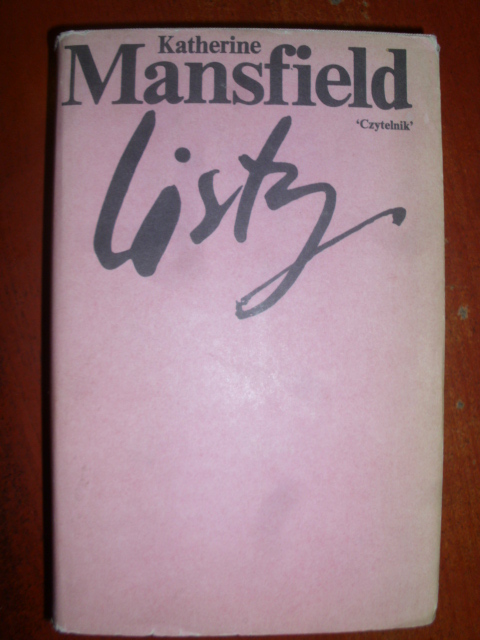 Katherine
Mansfield
'Czytelnik'
Listy